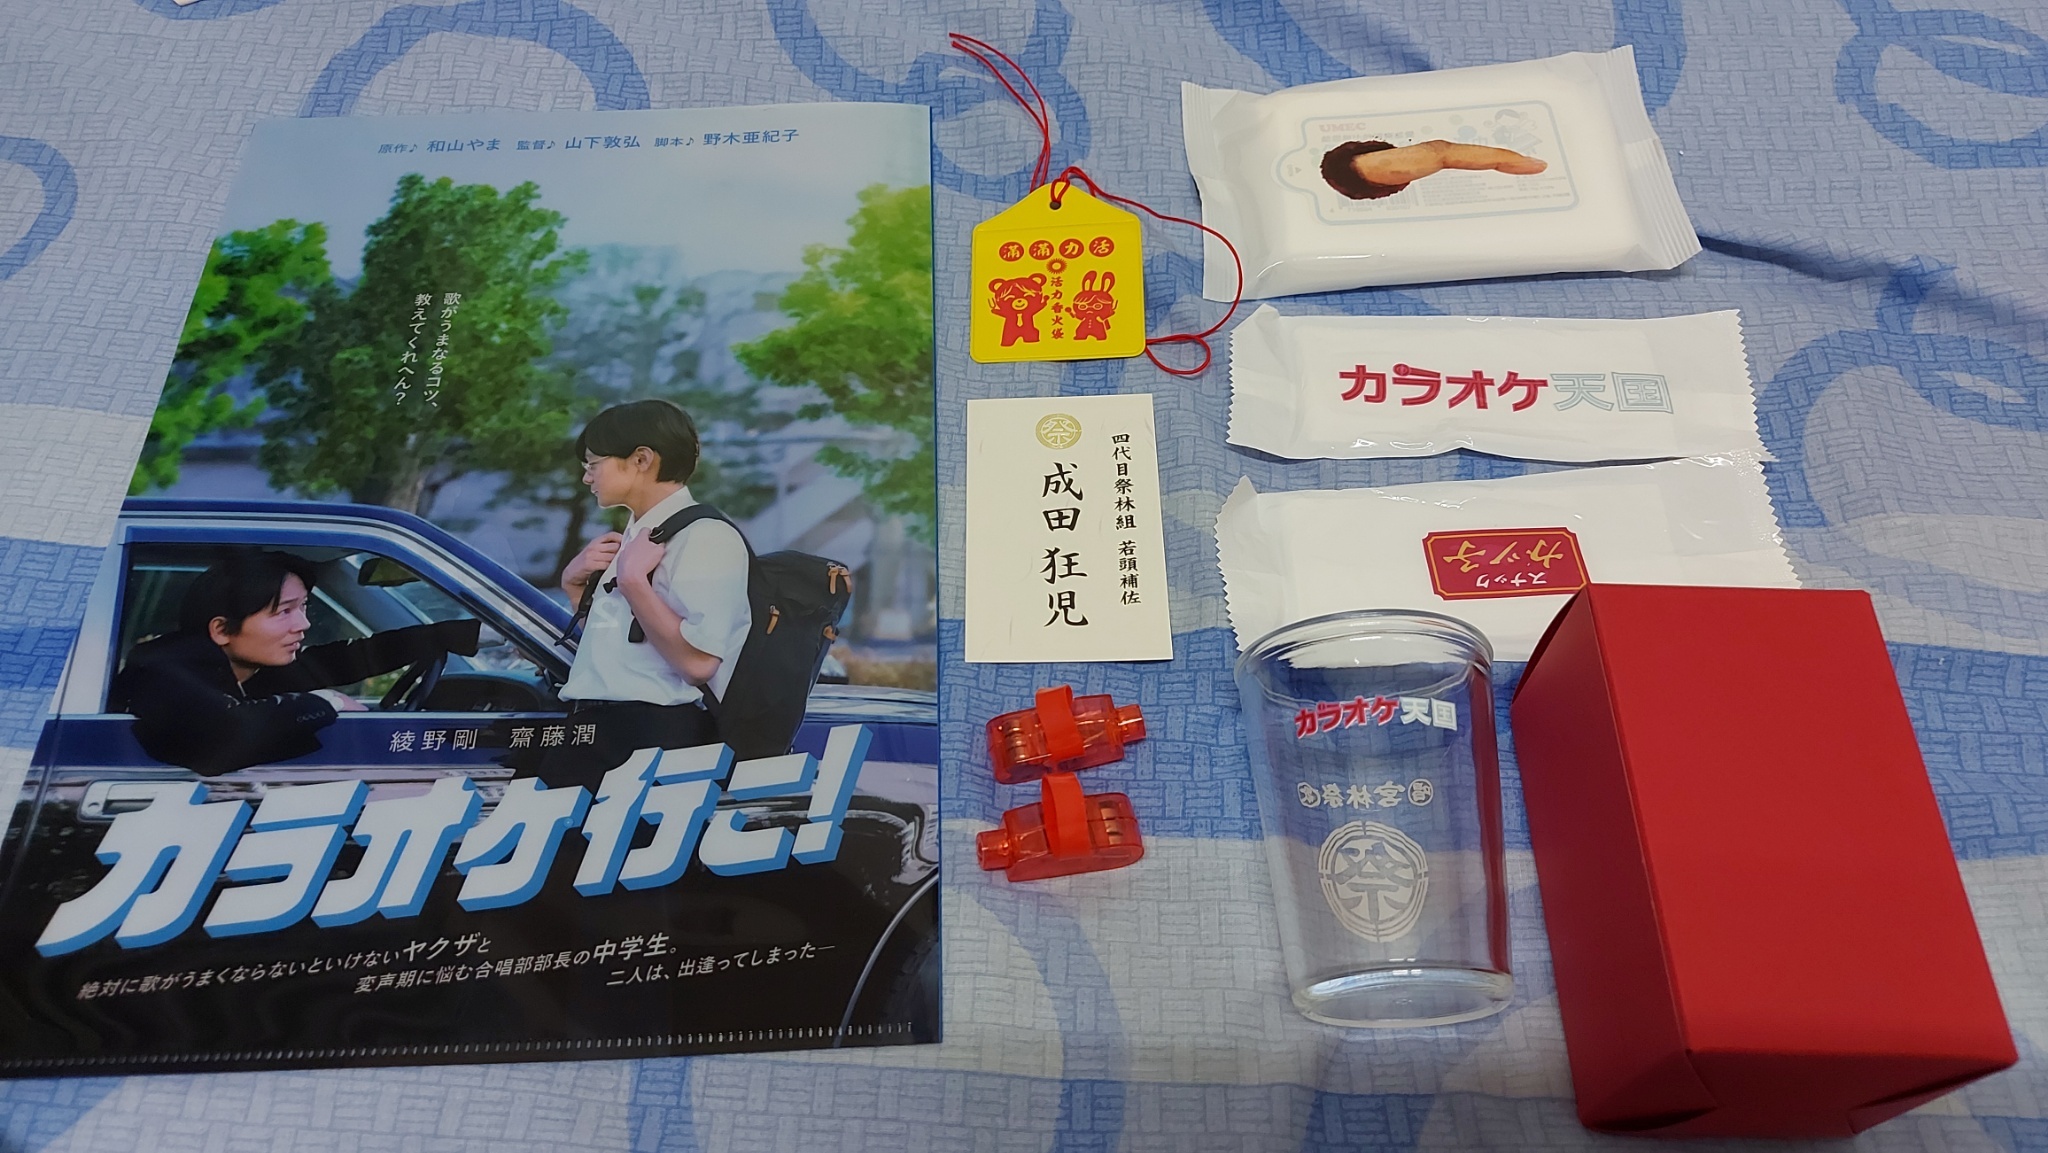 原作♪ 和山やま 監督♪ 山下敦弘 脚本♪ 野木亜紀子
歌がうまなるコツ、
教えてくれへん?
綾野剛 齋藤潤
カラオケ行こ!
絶対に歌がうまくならないといけないヤクザと
変声期に悩む合唱部部長の中学生。
二人は、出逢ってしまった―
滿滿力活
活力香火袋
祭
四代目祭林組 若頭補佐
成田狂児
UMEC
カラオケ天国
スナック
カツ子
カラオケ天国
祭林宮
祭